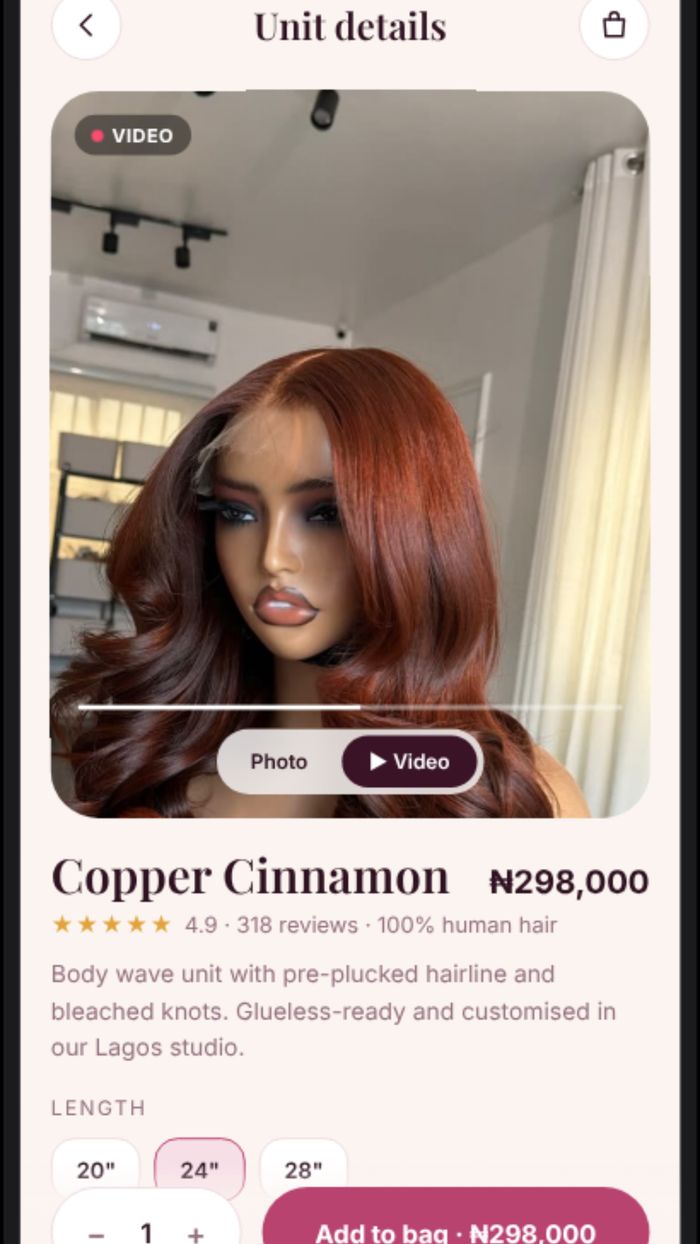 Unit details
VIDEO
Photo ▶ Video
Copper Cinnamon ₦298,000
★★★★★ 4.9 · 318 reviews · 100% human hair
Body wave unit with pre-plucked hairline and
bleached knots. Glueless-ready and customised in
our Lagos studio.
LENGTH
20" 24" 28"
− 1 + Add to bag · ₦298,000